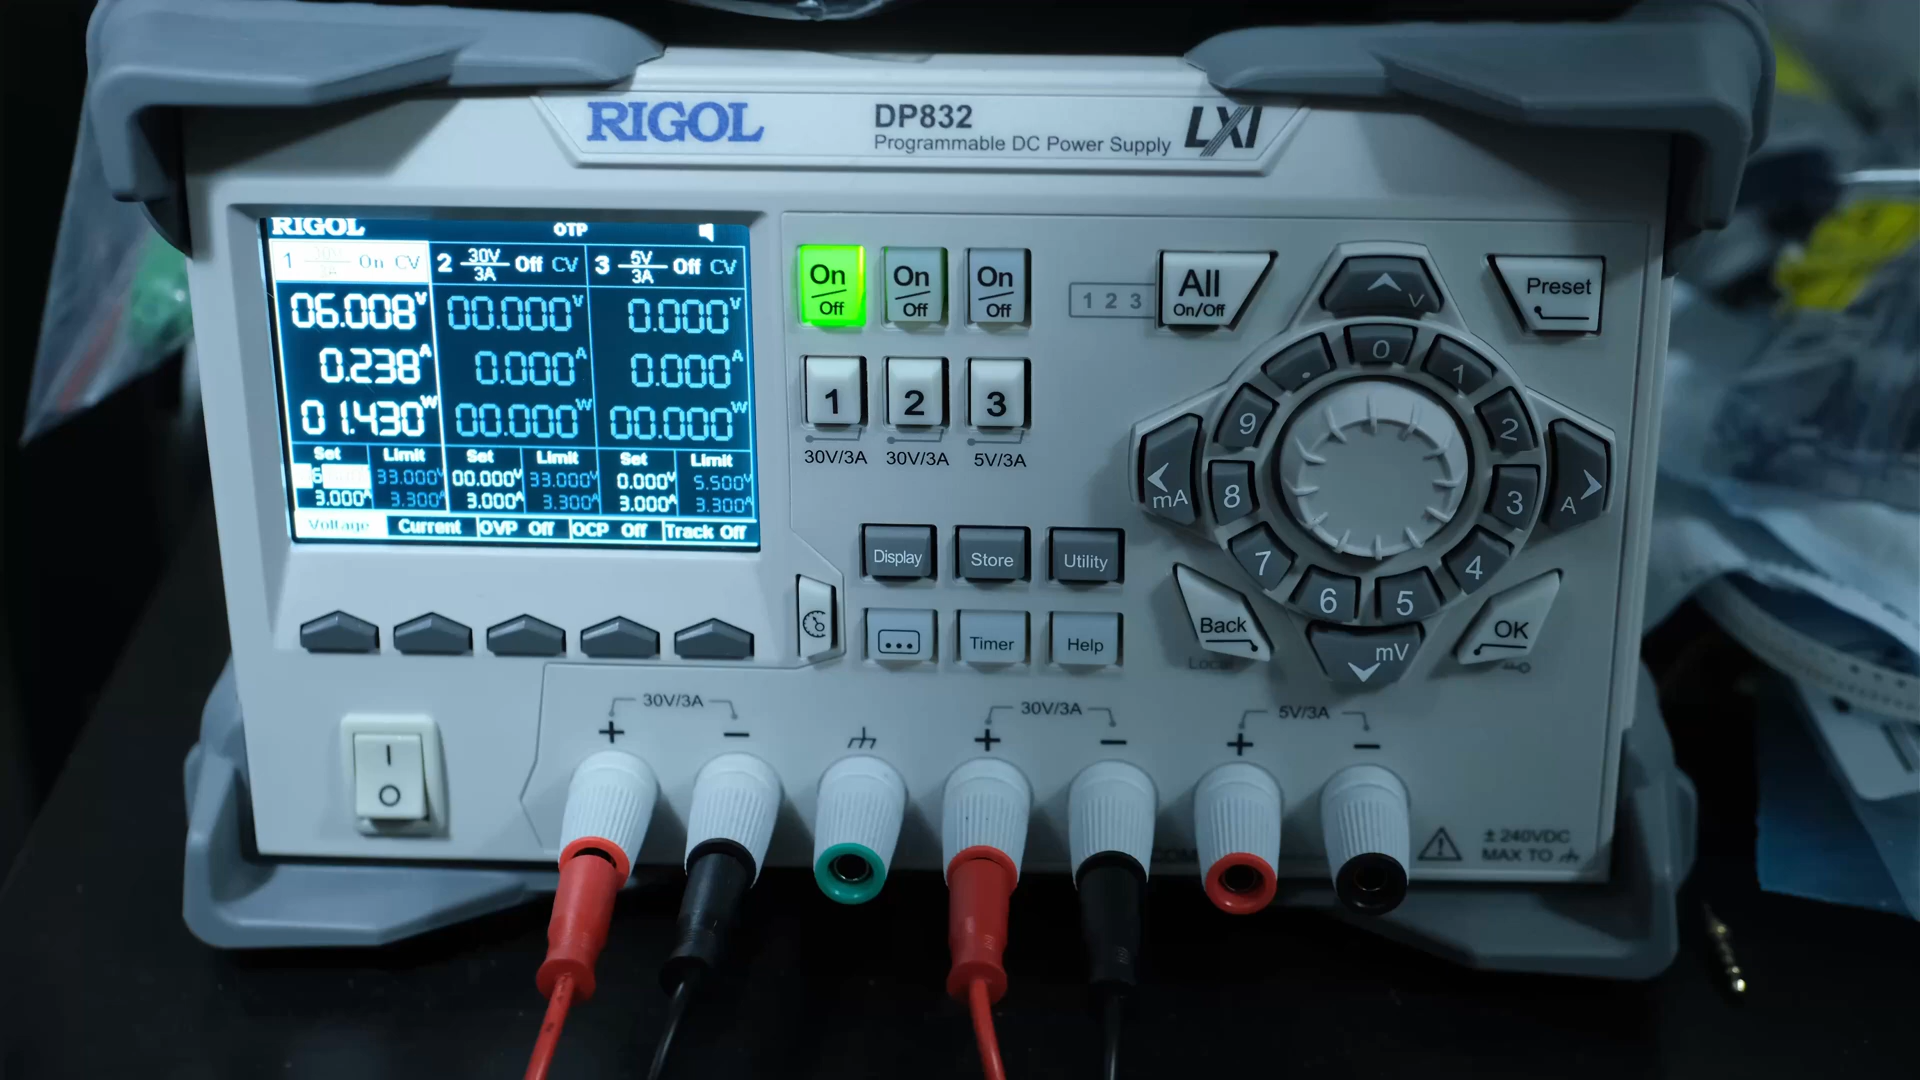 RIGOL
DP832
Programmable DC Power Supply
LXI
RIGOL OTP
1 On CV 2 30V/3A Off CV 3 5V/3A Off CV
06.008V 00.000V 0.000V
0.238A 0.000A 0.000A
01.430W 00.000W 00.000W
Set Limit Set Limit Set Limit
6 33.000V 00.000V 33.000V 0.000V 5.500V
3.000A 3.300A 3.000A 3.300A 3.000A 3.300A
Voltage Current OVP Off OCP Off Track Off
On/Off On/Off On/Off
1 2 3
All
On/Off
Preset
1 2 3
30V/3A 30V/3A 5V/3A
V
. 0 1
9 2
mA 8 3 A
7 4
6 5
mV
Display Store Utility
... Timer Help
Back OK
Local
I
O
30V/3A 30V/3A 5V/3A
+ − + − + −
±240VDC
MAX TO